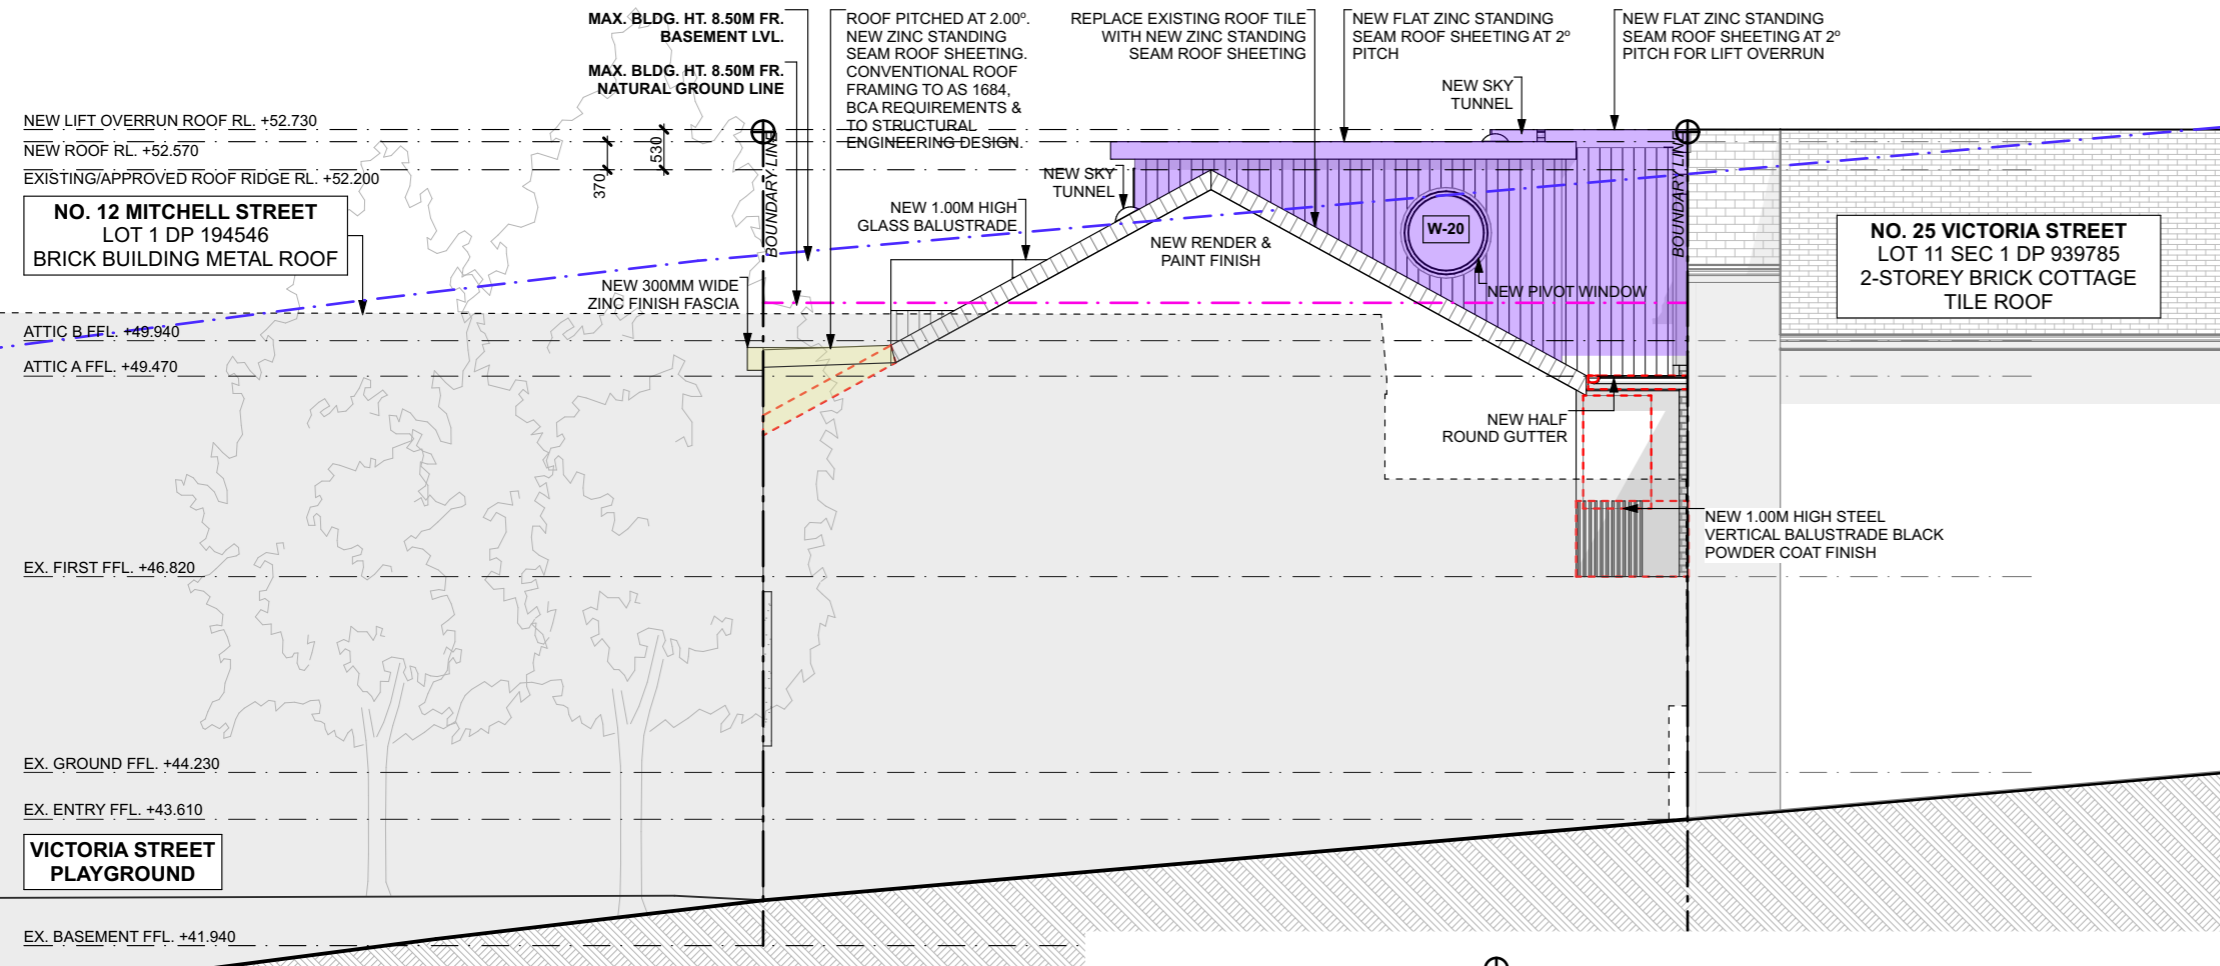 MAX. BLDG. HT. 8.50M FR.
BASEMENT LVL.
MAX. BLDG. HT. 8.50M FR.
NATURAL GROUND LINE
ROOF PITCHED AT 2.00º.
NEW ZINC STANDING
SEAM ROOF SHEETING.
CONVENTIONAL ROOF
FRAMING TO AS 1684,
BCA REQUIREMENTS &
TO STRUCTURAL
ENGINEERING DESIGN.
REPLACE EXISTING ROOF TILE
WITH NEW ZINC STANDING
SEAM ROOF SHEETING
NEW FLAT ZINC STANDING
SEAM ROOF SHEETING AT 2º
PITCH
NEW FLAT ZINC STANDING
SEAM ROOF SHEETING AT 2º
PITCH FOR LIFT OVERRUN
NEW SKY
TUNNEL
NEW LIFT OVERRUN ROOF RL. +52.730
NEW ROOF RL. +52.570
EXISTING/APPROVED ROOF RIDGE RL. +52.200
370
530
BOUNDARY LINE
BOUNDARY LINE
NO. 12 MITCHELL STREET
LOT 1 DP 194546
BRICK BUILDING METAL ROOF
NEW SKY
TUNNEL
NEW 1.00M HIGH
GLASS BALUSTRADE
NEW RENDER &
PAINT FINISH
W-20
NEW PIVOT WINDOW
NO. 25 VICTORIA STREET
LOT 11 SEC 1 DP 939785
2-STOREY BRICK COTTAGE
TILE ROOF
NEW 300MM WIDE
ZINC FINISH FASCIA
ATTIC B FFL. +49.940
ATTIC A FFL. +49.470
NEW HALF
ROUND GUTTER
NEW 1.00M HIGH STEEL
VERTICAL BALUSTRADE BLACK
POWDER COAT FINISH
EX. FIRST FFL. +46.820
EX. GROUND FFL. +44.230
EX. ENTRY FFL. +43.610
VICTORIA STREET
PLAYGROUND
EX. BASEMENT FFL. +41.940